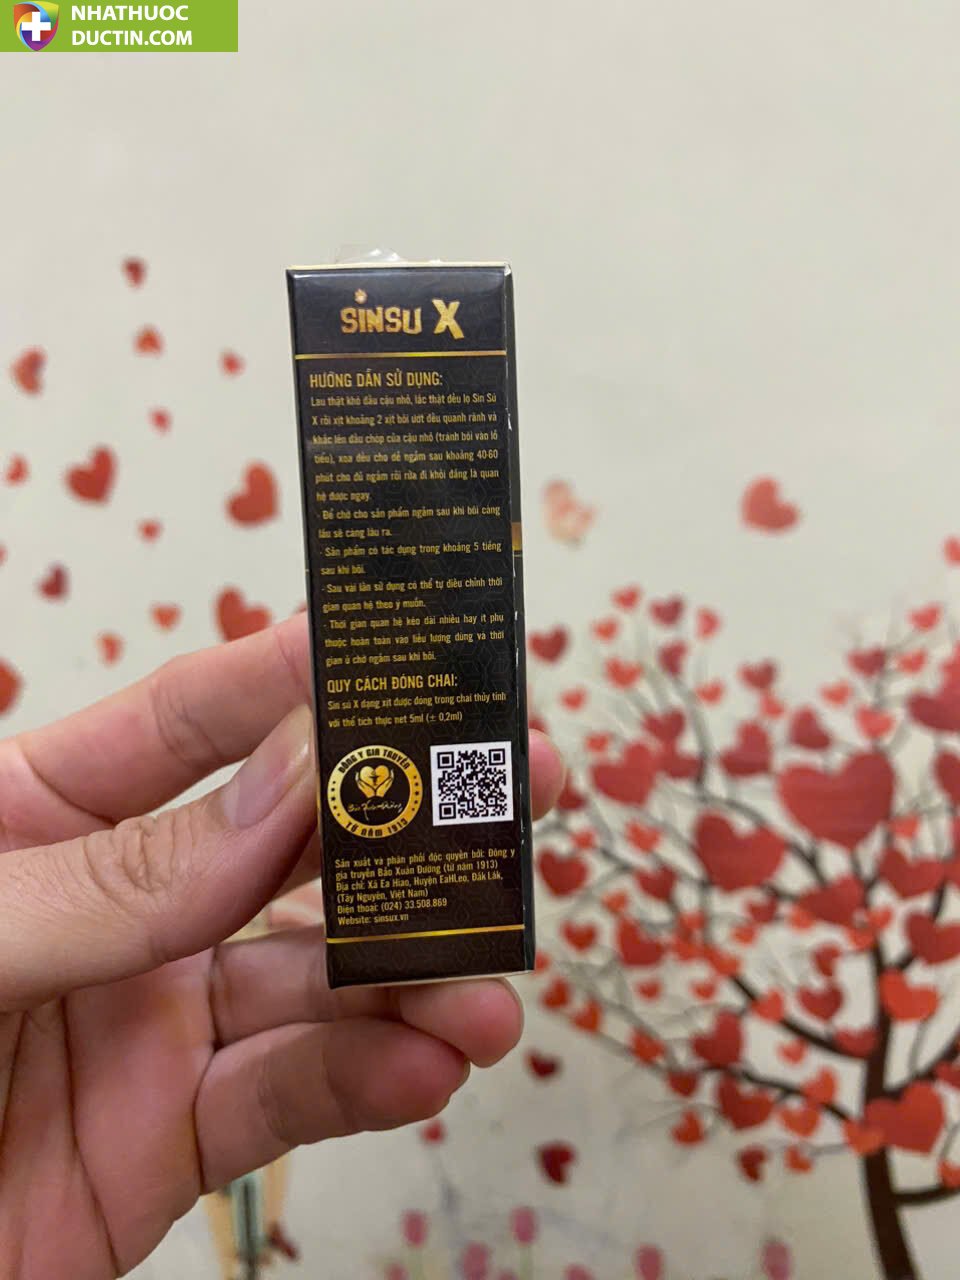 NHATHUOC
DUCTIN.COM
SINSU X
HƯỚNG DẪN SỬ DỤNG:
Lau thật khô đầu cậu nhỏ, lắc thật đều lọ Sin Sú
X rồi xịt khoảng 2 xịt bôi ướt đều quanh rãnh và
khắc lên đầu chóp của cậu nhỏ (tránh bôi vào lỗ
tiểu), xoa đều cho dễ ngấm sau khoảng 40-60
phút cho đủ ngấm rồi rửa đi khỏi đắng là quan
hệ được ngay.
- Để chờ cho sản phẩm ngấm sau khi bôi càng
lâu sẽ càng lâu ra.
- Sản phẩm có tác dụng trong khoảng 5 tiếng
sau khi bôi.
- Sau vài lần sử dụng có thể tự điều chỉnh thời
gian quan hệ theo ý muốn.
- Thời gian quan hệ kéo dài nhiều hay ít phụ
thuộc hoàn toàn vào liều lượng dùng và thời
gian ủ chờ ngấm sau khi bôi.
QUY CÁCH ĐÓNG CHAI:
Sin sú X dạng xịt được đóng trong chai thủy tinh
với thể tích thực net 5ml (± 0,2ml)
ĐÔNG Y GIA TRUYỀN
Bảo Xuân Đường
TỪ NĂM 1913
Sản xuất và phân phối độc quyền bởi: Đông y
gia truyền Bảo Xuân Đường (từ năm 1913)
Địa chỉ: Xã Ea Hiao, Huyện EaHLeo, Đắk Lắk,
(Tây Nguyên, Việt Nam)
Điện thoại: (024) 33.508.869
Website: sinsux.vn